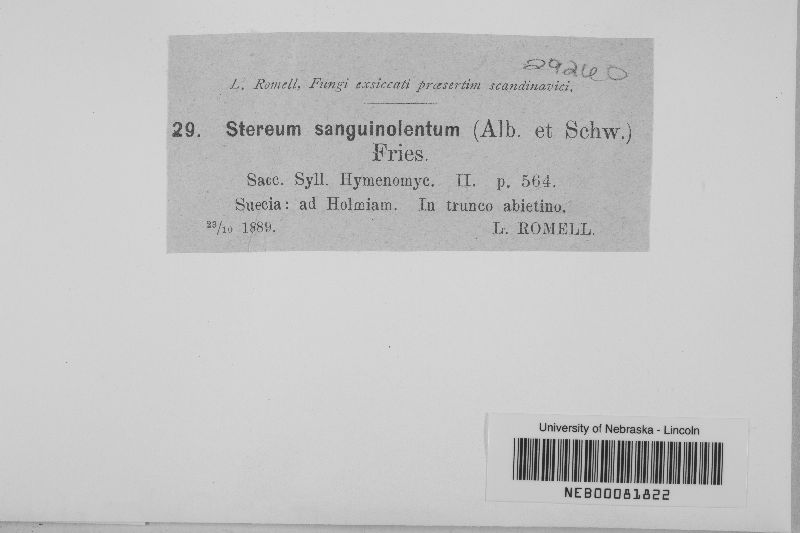 29260
L. Romell, Fungi exsiccati præsertim scandinavici.
29. Stereum sanguinolentum (Alb. et Schw.)
Fries.
Sacc. Syll. Hymenomyc. II. p. 564.
Suecia: ad Holmiam. In trunco abietino.
23/10 1889. L. ROMELL.
University of Nebraska - Lincoln
NEB00081822